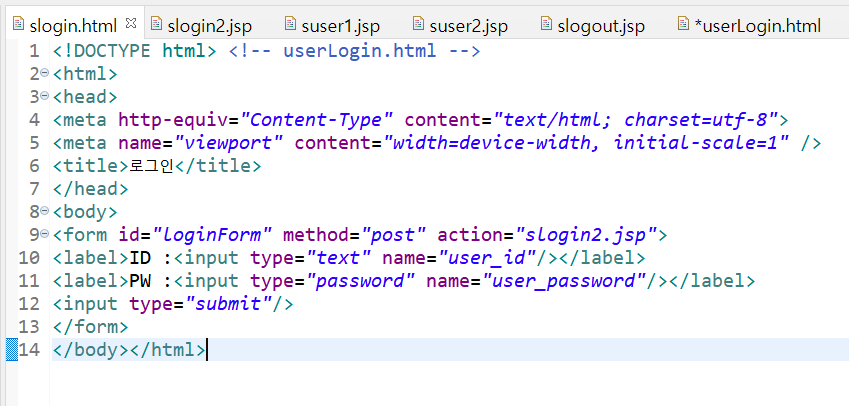 slogin.html slogin2.jsp suser1.jsp suser2.jsp slogout.jsp *userLogin.html
1 <!DOCTYPE html> <!-- userLogin.html -->
2 <html>
3 <head>
4 <meta http-equiv="Content-Type" content="text/html; charset=utf-8">
5 <meta name="viewport" content="width=device-width, initial-scale=1" />
6 <title>로그인</title>
7 </head>
8 <body>
9 <form id="loginForm" method="post" action="slogin2.jsp">
10 <label>ID :<input type="text" name="user_id"/></label>
11 <label>PW :<input type="password" name="user_password"/></label>
12 <input type="submit"/>
13 </form>
14 </body></html>